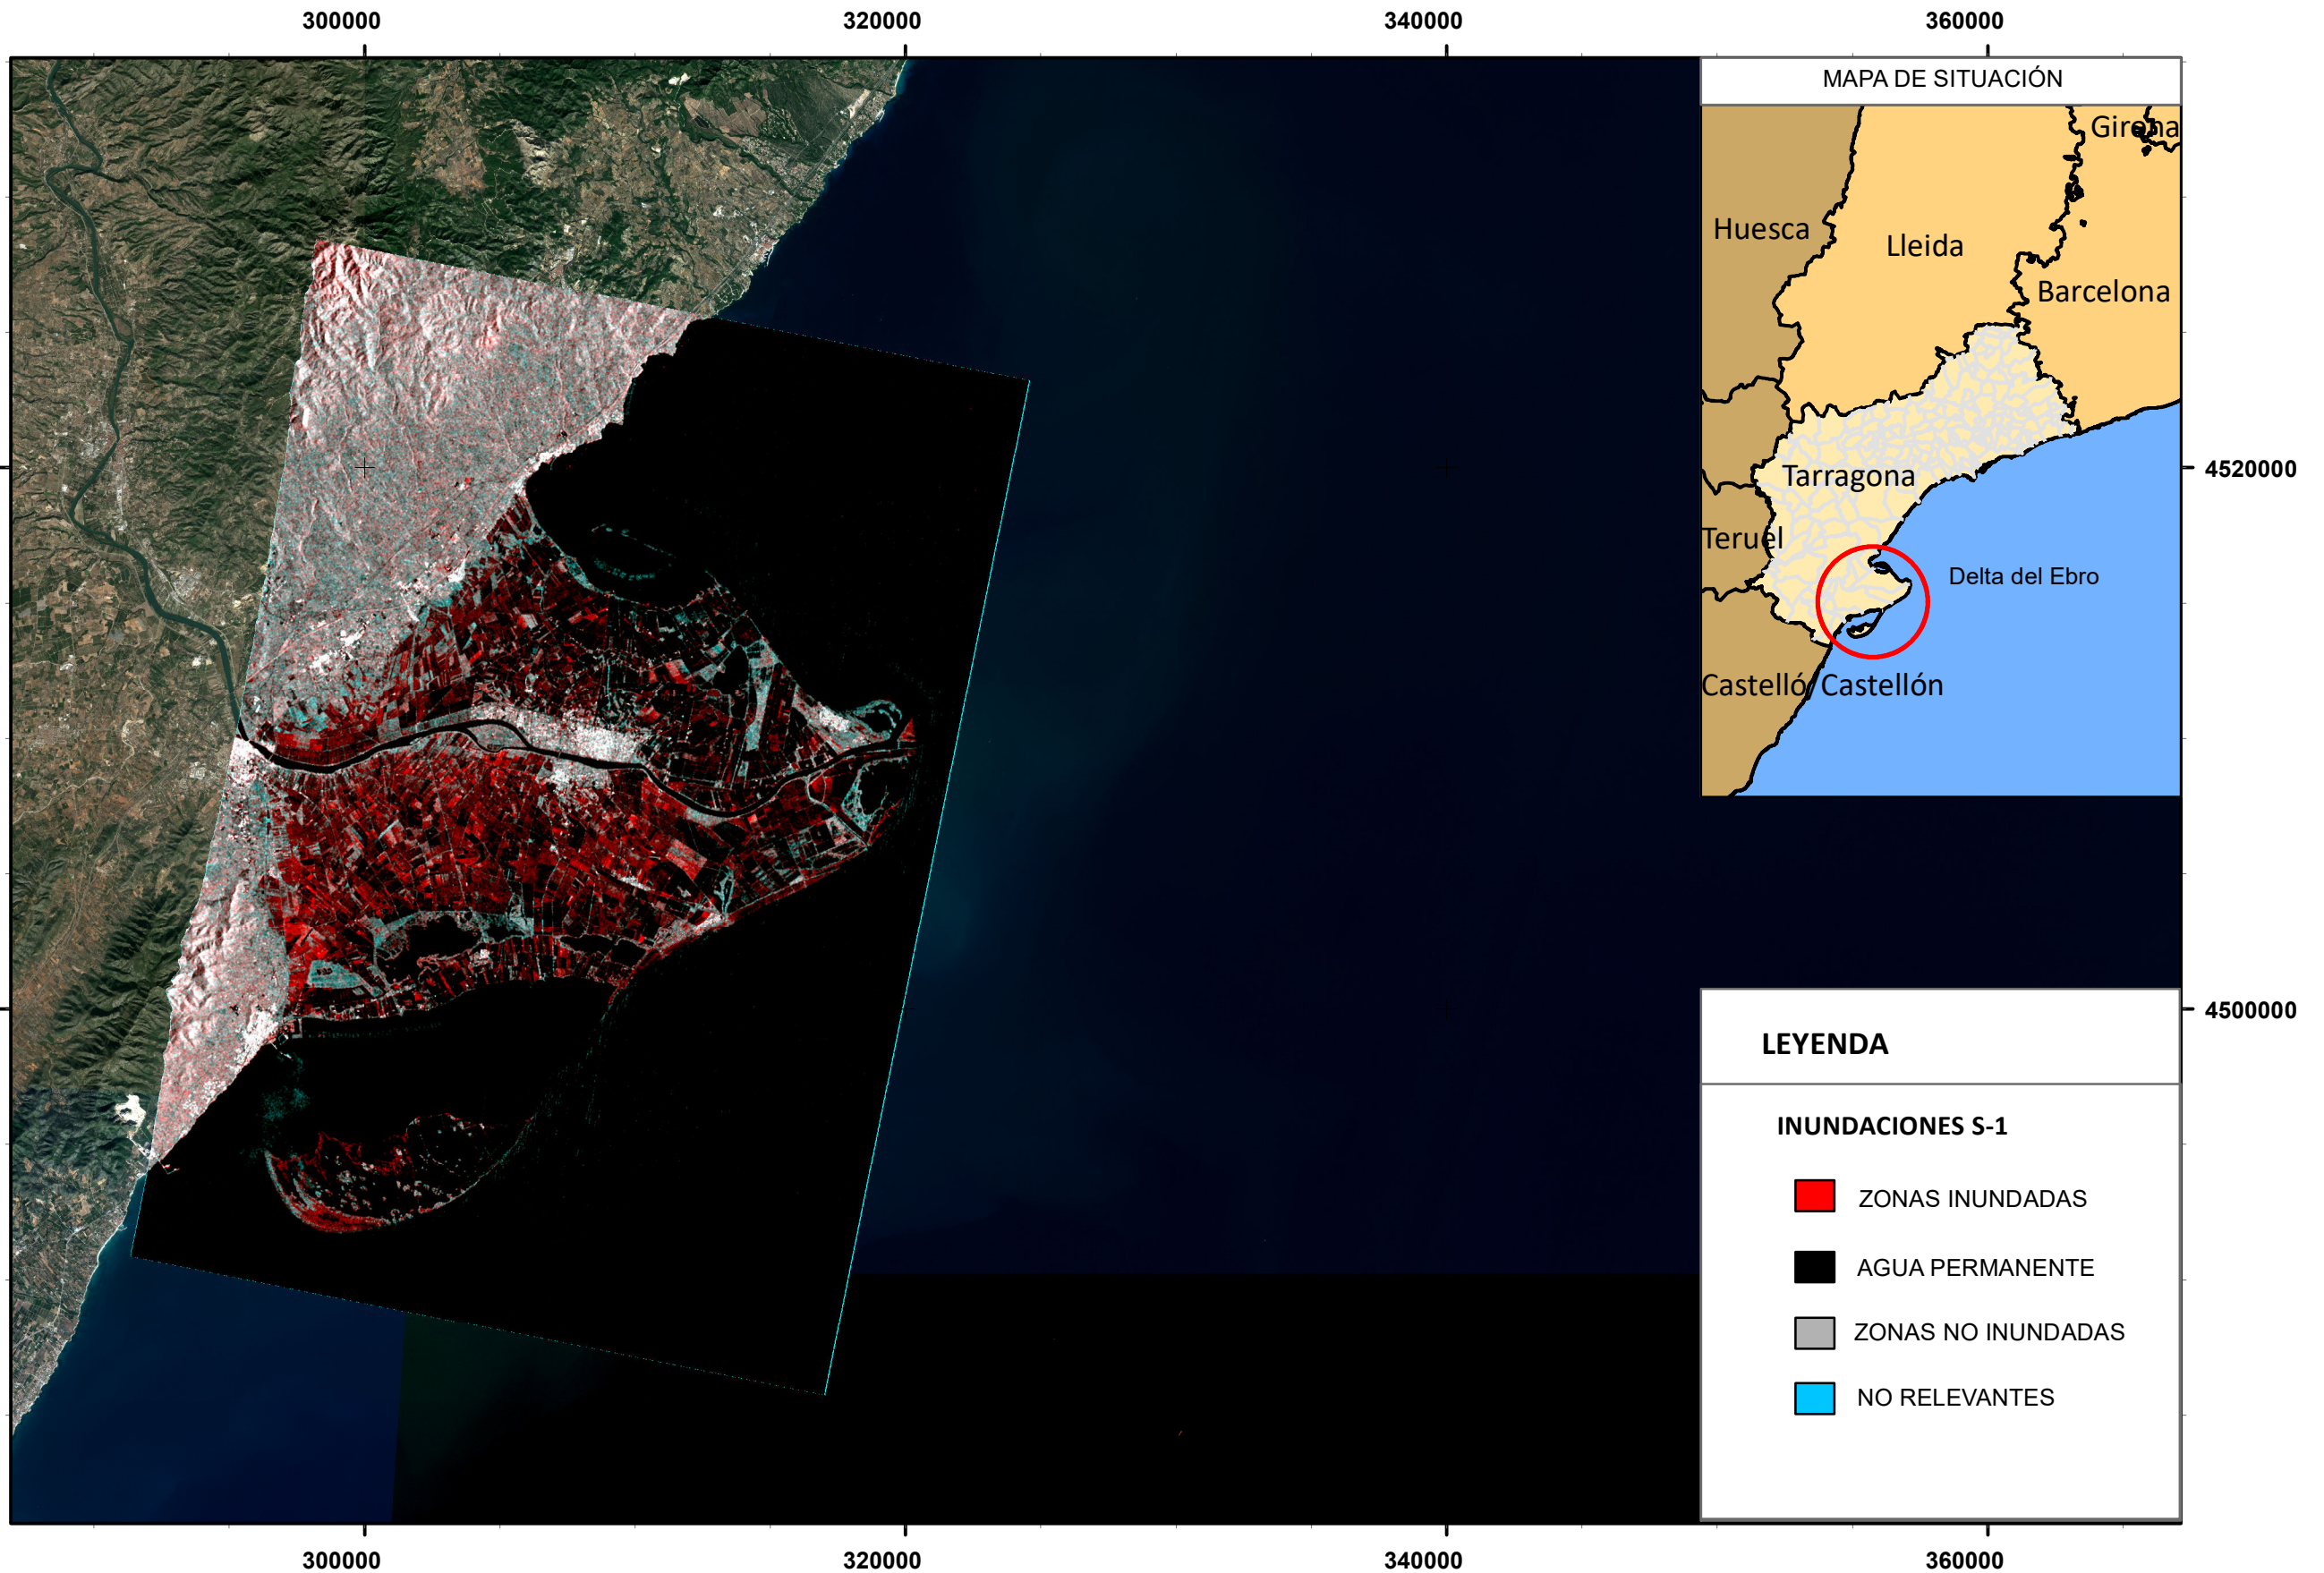 300000 320000 340000 360000
MAPA DE SITUACIÓN
Girona
Huesca
Lleida
Barcelona
4520000
Tarragona
Teruel
Delta del Ebro
Castelló Castellón
4500000
LEYENDA
INUNDACIONES S-1
ZONAS INUNDADAS
AGUA PERMANENTE
ZONAS NO INUNDADAS
NO RELEVANTES
300000 320000 340000 360000